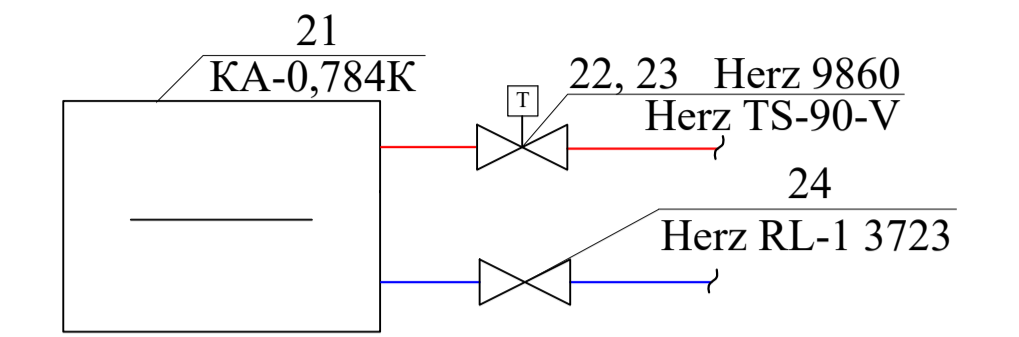 21
КА-0,784К
22, 23 Herz 9860
Herz TS-90-V
T
24
Herz RL-1 3723